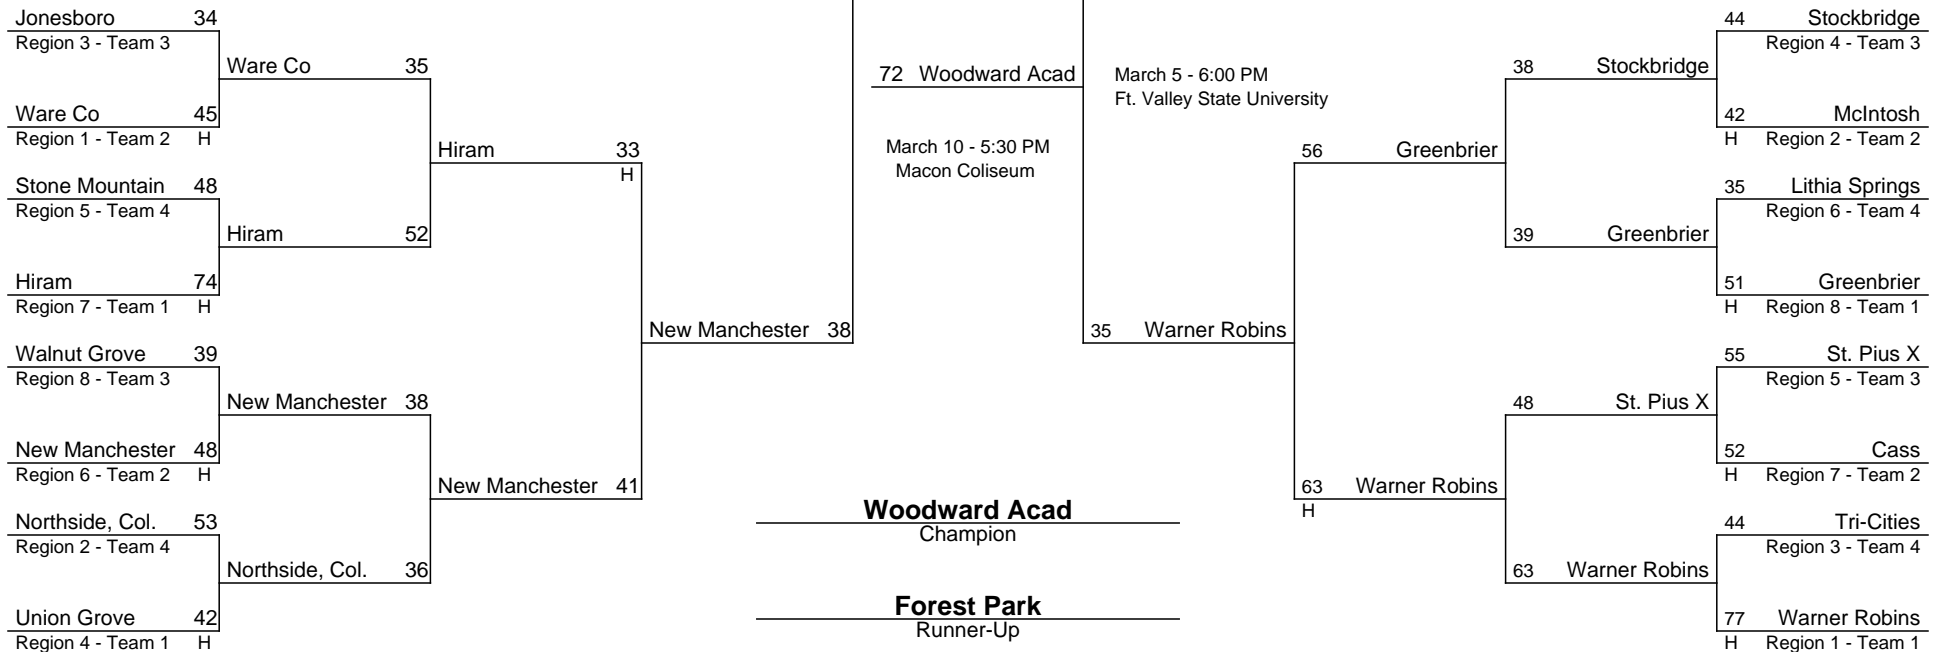 Jonesboro 34
Region 3 - Team 3
Ware Co 35
Ware Co 45
Region 1 - Team 2 H
Hiram 33
H
Stone Mountain 48
Region 5 - Team 4
Hiram 52
Hiram 74
Region 7 - Team 1 H
New Manchester 38
Walnut Grove 39
Region 8 - Team 3
New Manchester 38
New Manchester 48
Region 6 - Team 2 H
New Manchester 41
Northside, Col. 53
Region 2 - Team 4
Northside, Col. 36
Union Grove 42
Region 4 - Team 1 H
72 Woodward Acad
March 10 - 5:30 PM
Macon Coliseum
March 5 - 6:00 PM
Ft. Valley State University
Woodward Acad
Champion
Forest Park
Runner-Up
35 Warner Robins
56 Greenbrier
63 Warner Robins
H
38 Stockbridge
39 Greenbrier
48 St. Pius X
63 Warner Robins
44 Stockbridge
Region 4 - Team 3
42 McIntosh
H Region 2 - Team 2
35 Lithia Springs
Region 6 - Team 4
51 Greenbrier
H Region 8 - Team 1
55 St. Pius X
Region 5 - Team 3
52 Cass
H Region 7 - Team 2
44 Tri-Cities
Region 3 - Team 4
77 Warner Robins
H Region 1 - Team 1